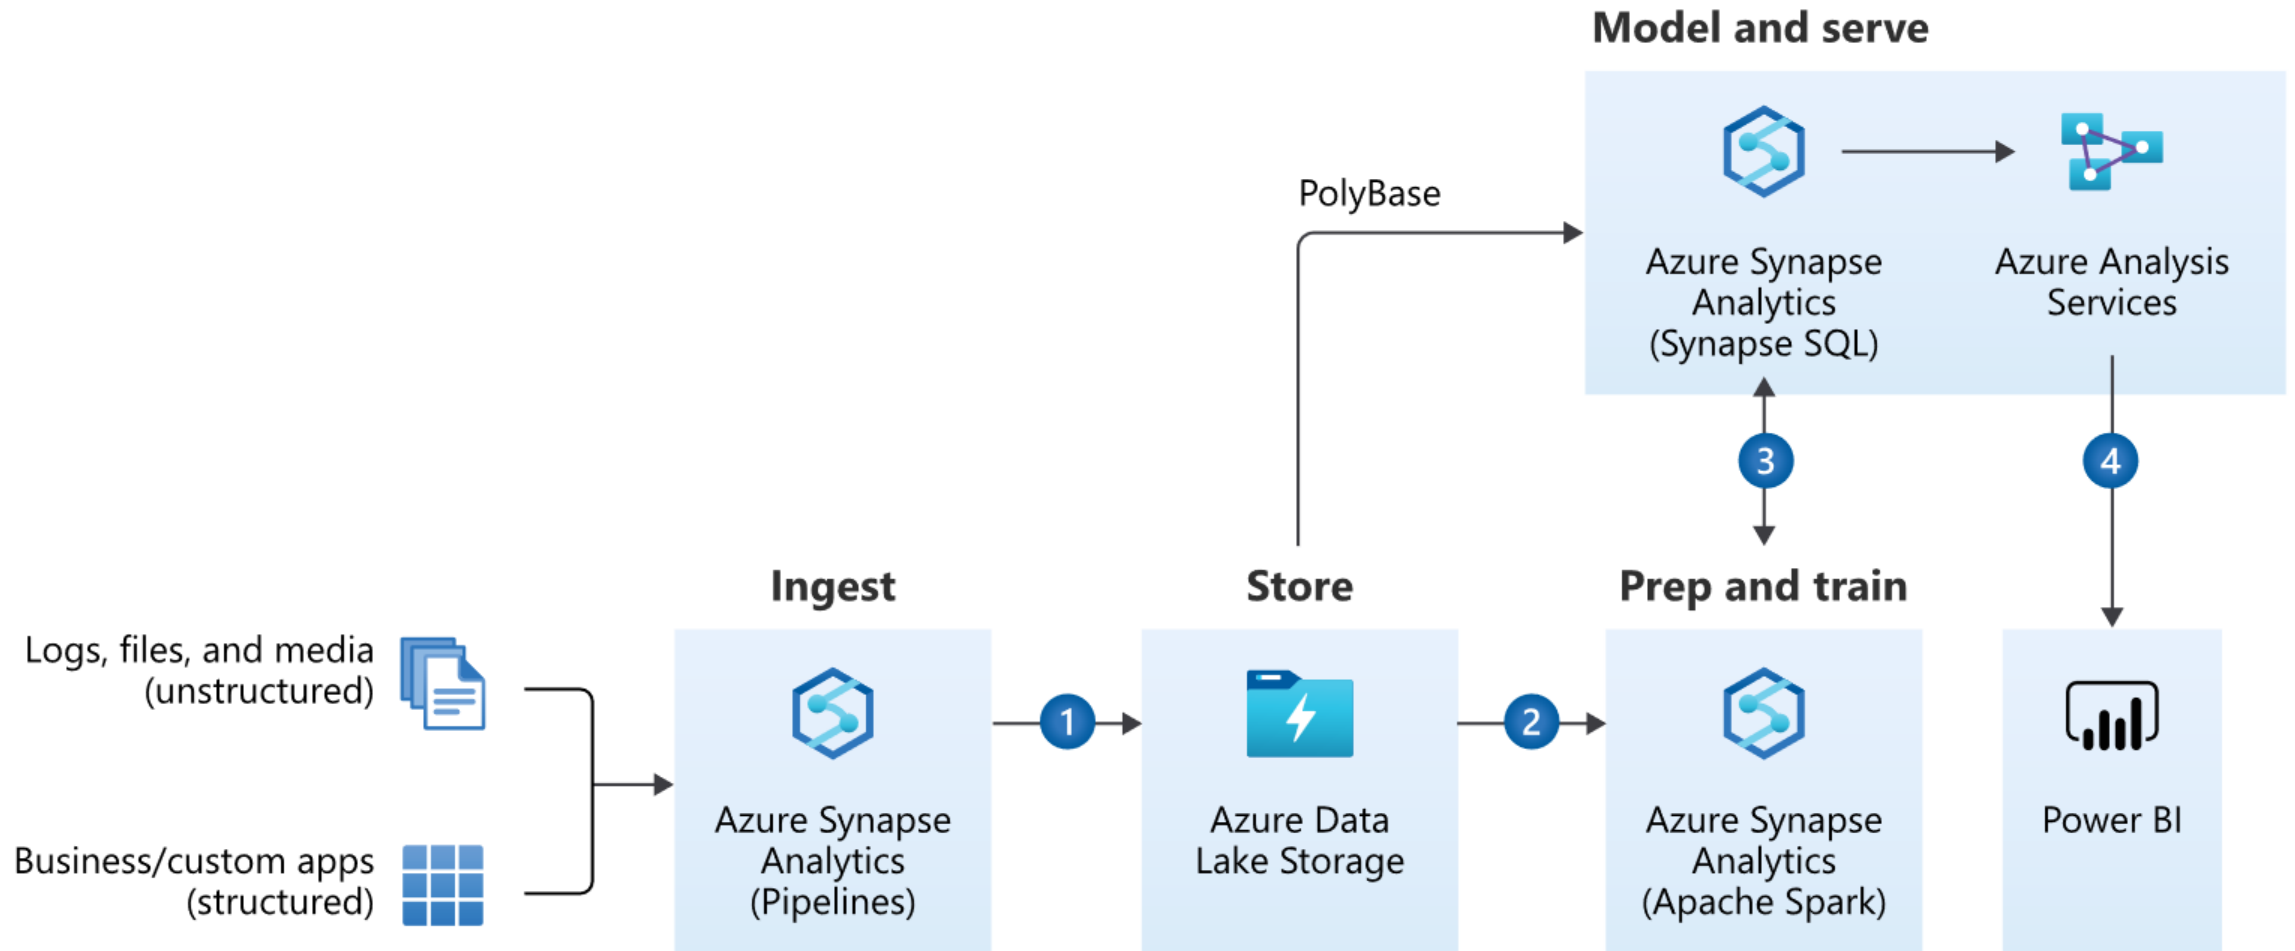 Model and serve
PolyBase
Azure Synapse
Analytics
(Synapse SQL)
Azure Analysis
Services
3
4
Ingest
Store
Prep and train
Logs, files, and media
(unstructured)
Business/custom apps
(structured)
1
2
Azure Synapse
Analytics
(Pipelines)
Azure Data
Lake Storage
Azure Synapse
Analytics
(Apache Spark)
Power BI